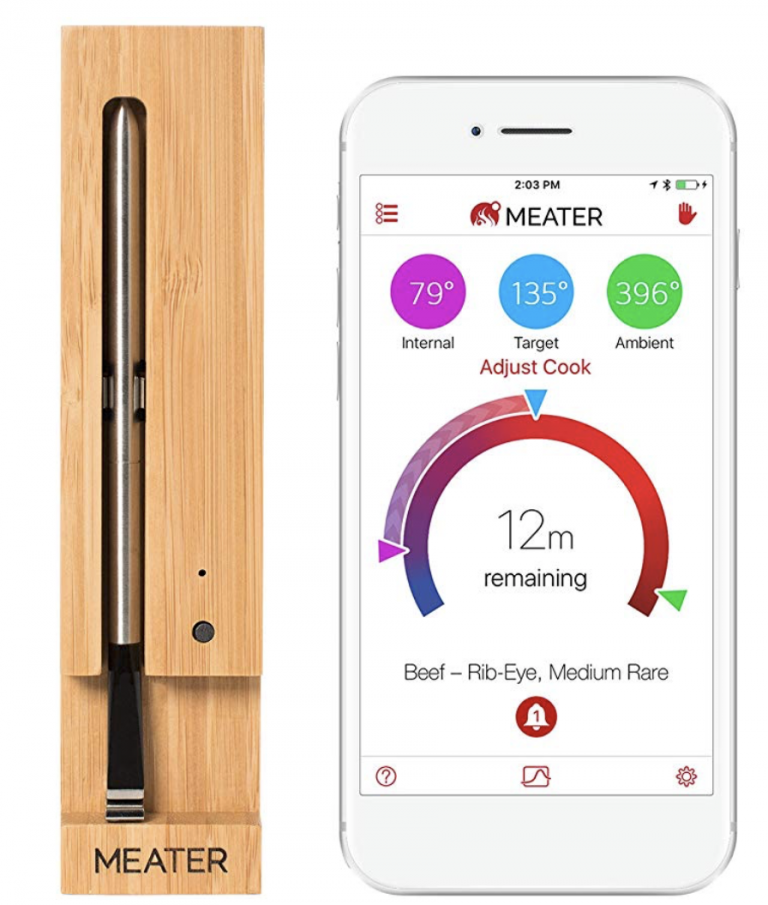 2:03 PM
MEATER
79° 135° 396°
Internal Target Ambient
Adjust Cook
12m
remaining
Beef – Rib-Eye, Medium Rare
1
?
MEATER